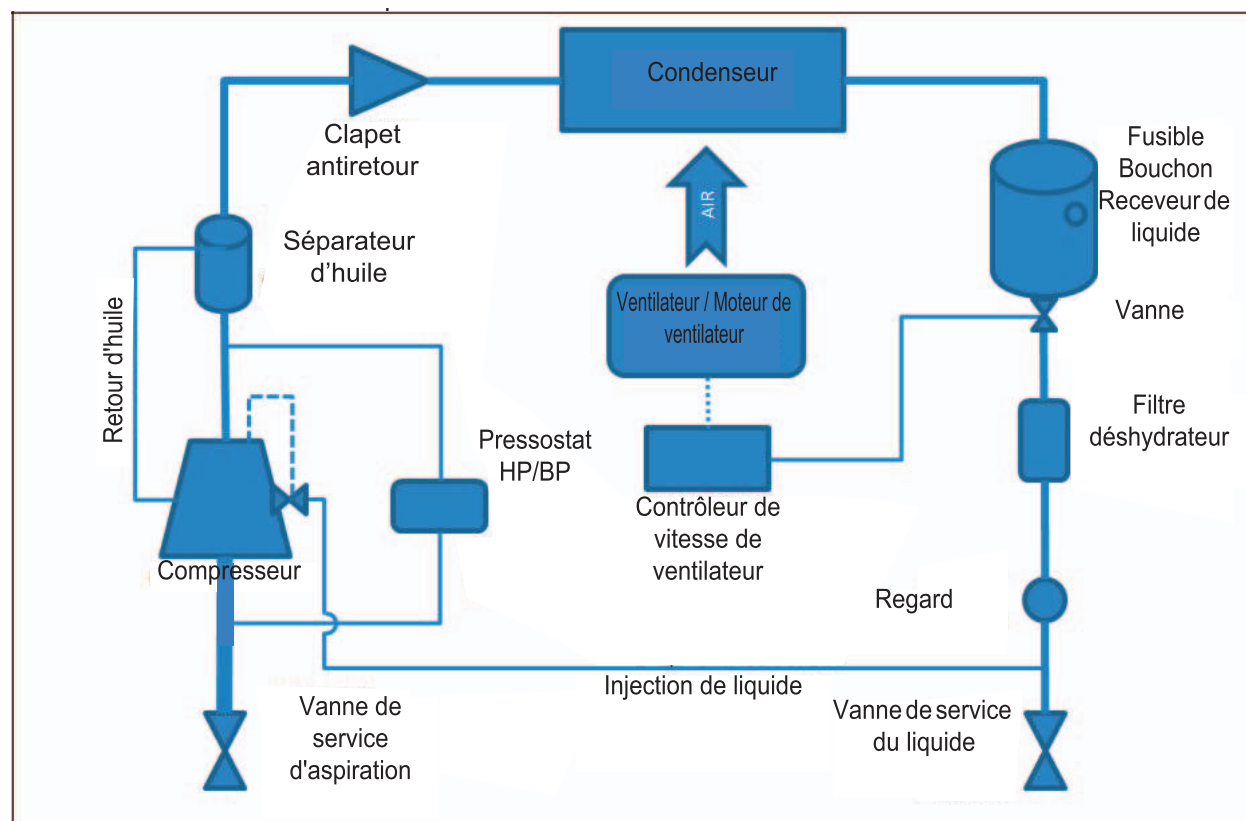 Condenseur
Clapet
antiretour
Fusible
Bouchon
Receveur de
liquide
AIR
Séparateur
d’huile
Ventilateur / Moteur de
ventilateur
Vanne
Retour d'huile
Filtre
déshydrateur
Pressostat
HP/BP
Contrôleur de
vitesse de
ventilateur
Compresseur
Regard
Injection de liquide
Vanne de
service
d'aspiration
Vanne de service
du liquide